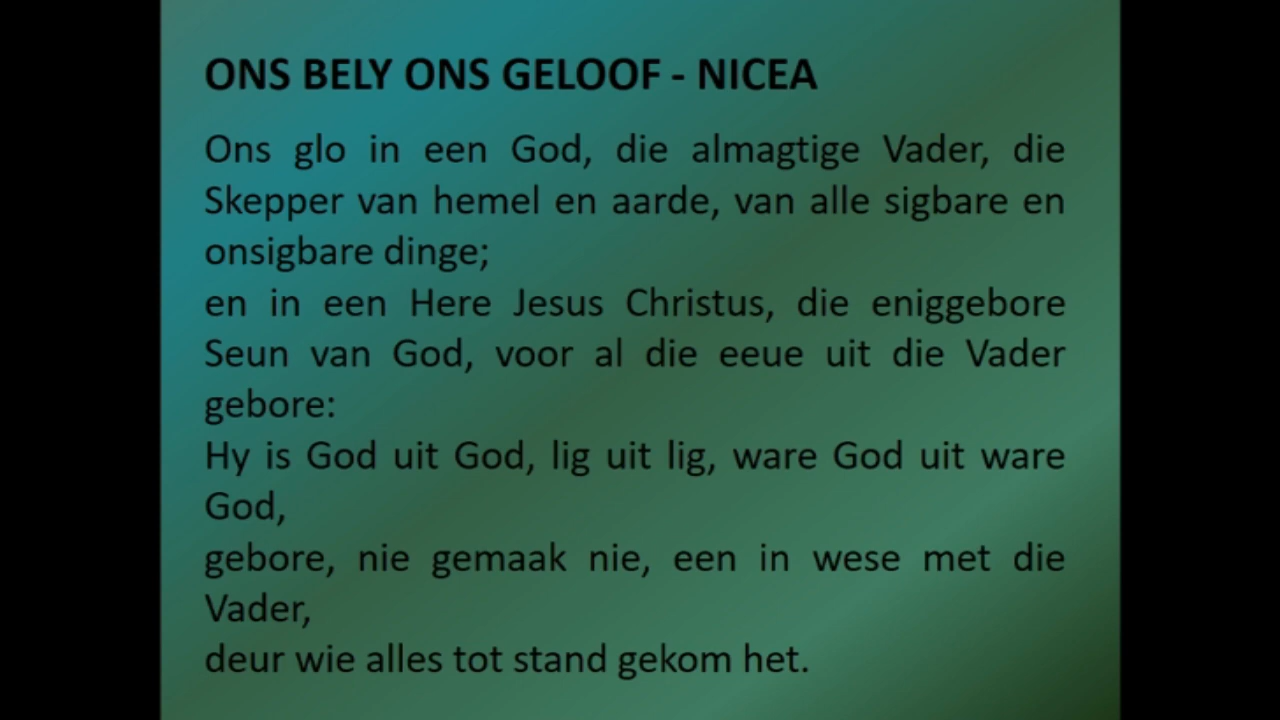 ONS BELY ONS GELOOF - NICEA
Ons glo in een God, die almagtige Vader, die
Skepper van hemel en aarde, van alle sigbare en
onsigbare dinge;
en in een Here Jesus Christus, die eniggebore
Seun van God, voor al die eeue uit die Vader
gebore:
Hy is God uit God, lig uit lig, ware God uit ware
God,
gebore, nie gemaak nie, een in wese met die
Vader,
deur wie alles tot stand gekom het.